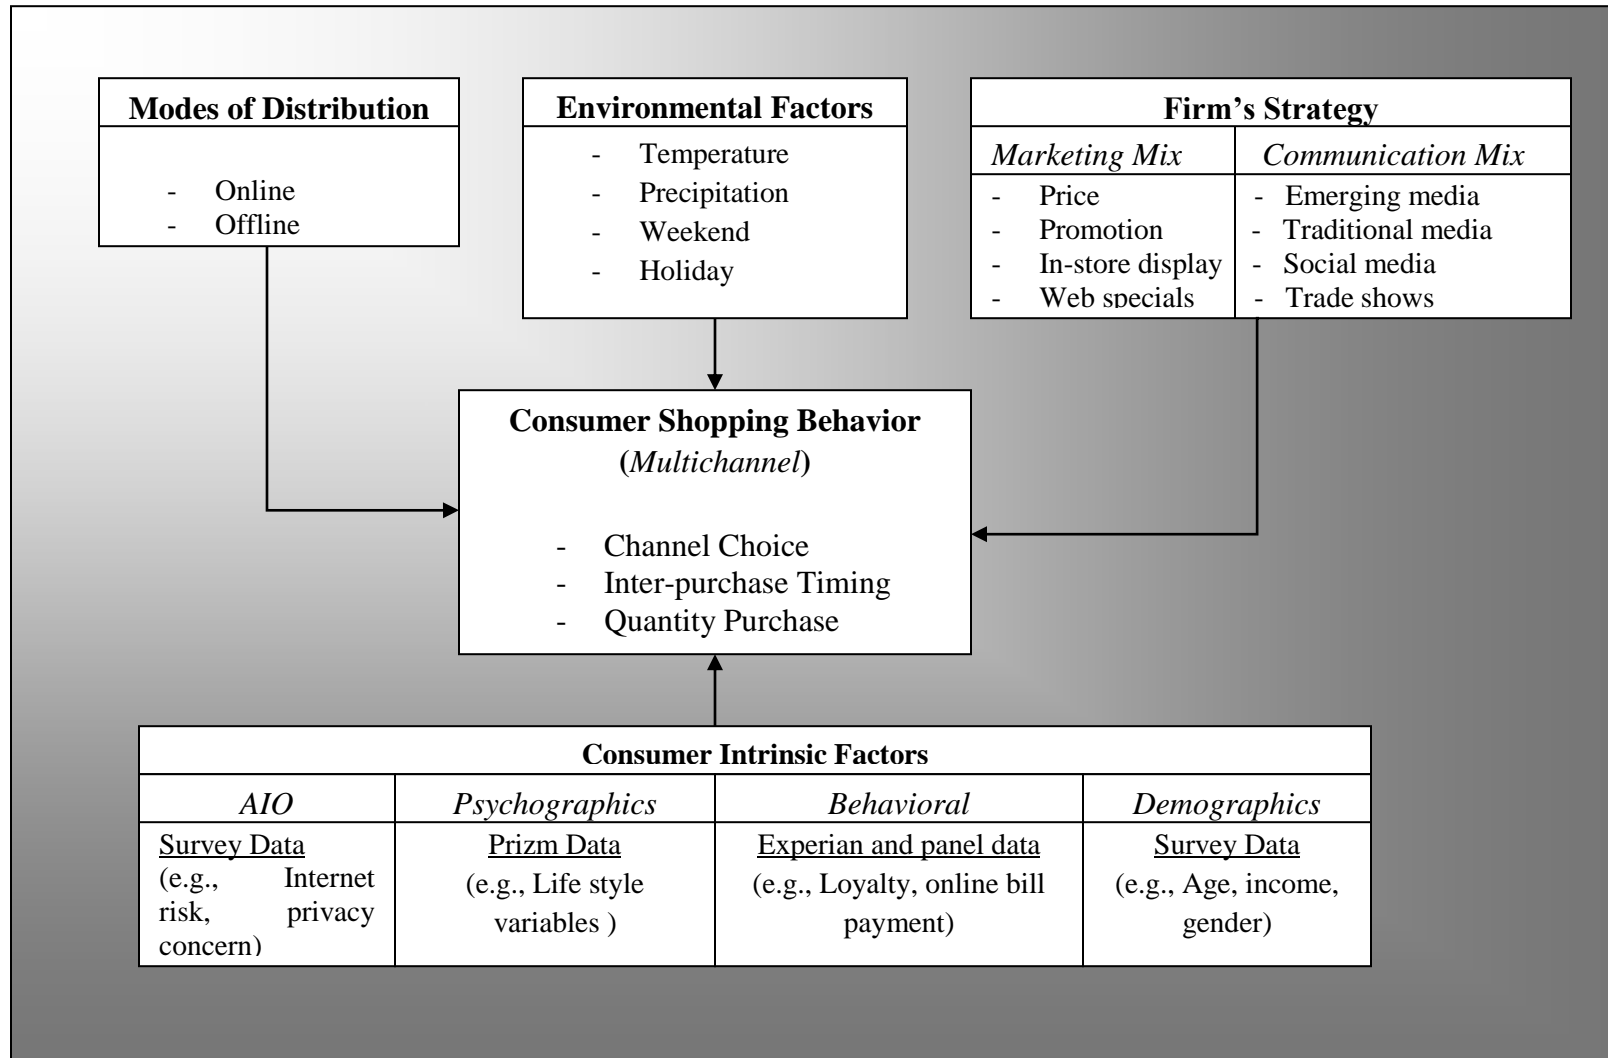 Modes of Distribution
- Online
- Offline
Environmental Factors
- Temperature
- Precipitation
- Weekend
- Holiday
Firm's Strategy
Marketing Mix
- Price
- Promotion
- In-store display
- Web specials
Communication Mix
- Emerging media
- Traditional media
- Social media
- Trade shows
Consumer Shopping Behavior
(Multichannel)
- Channel Choice
- Inter-purchase Timing
- Quantity Purchase
Consumer Intrinsic Factors
AIO
Survey Data
(e.g., Internet
risk, privacy
concern)
Psychographics
Prizm Data
(e.g., Life style
variables )
Behavioral
Experian and panel data
(e.g., Loyalty, online bill
payment)
Demographics
Survey Data
(e.g., Age, income,
gender)